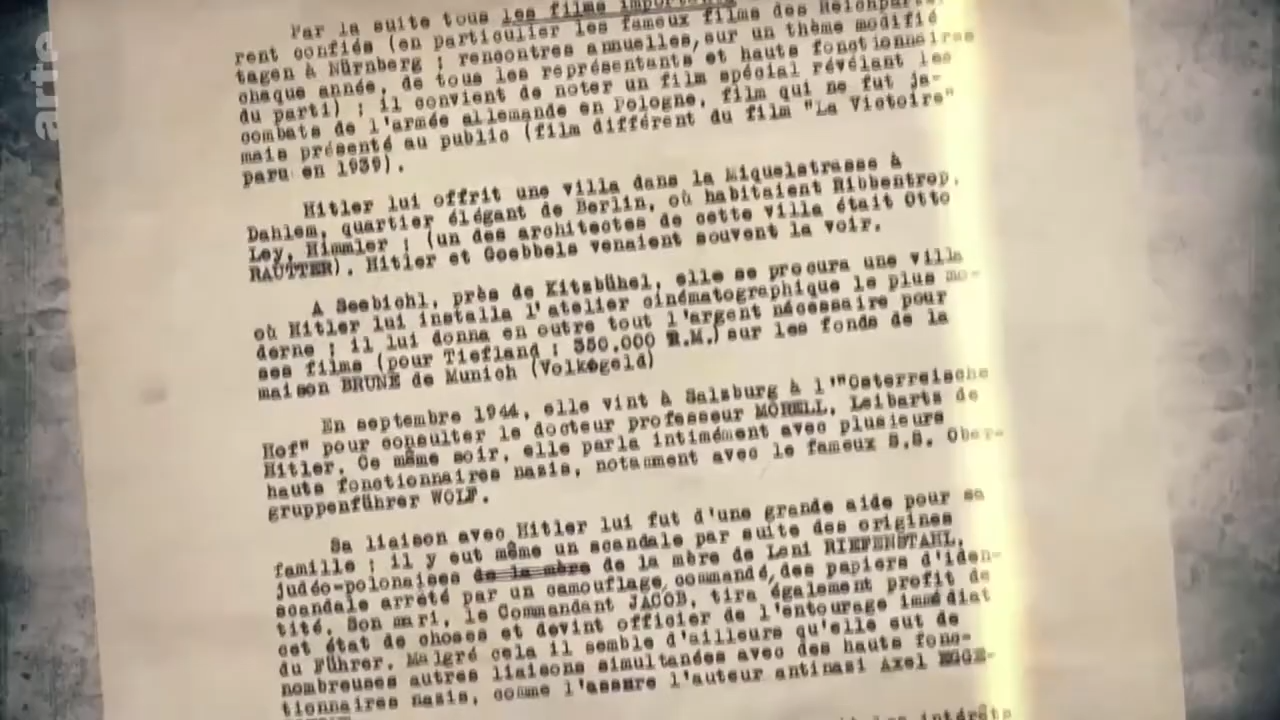 arte
Par la suite tous les films importants
rent confiés (en particulier les fameux films des Reichpar
tagen à Nürnberg : rencontres annuelles, sur un thème modifié
chaque année, de tous les représentants et hauts fonctionnaires
du parti) ; il convient de noter un film spécial révélant les
combats de l'armée allemande en Pologne, film qui ne fut ja-
mais présenté au public (film différent du film "La Victoire"
paru en 1939).
Hitler lui offrit une villa dans la Miquelstrasse à
Dahlem, quartier élégant de Berlin, où habitaient Ribbentrop,
Ley, Himmler ; (un des architectes de cette villa était Otto
RAUTTER). Hitler et Goebbels venaient souvent la voir.
A Seebichl, près de Kitzbühel, elle se procura une villa
où Hitler lui installa l'atelier cinématographique le plus mo-
derne ; il lui donna en outre tout l'argent nécessaire pour
ses films (pour Tiefland : 350.000 R.M.) sur les fonds de la
maison BRUNE de Munich (Volksgeld)
En septembre 1944, elle vint à Salzburg à l'"Osterreische
Hof" pour consulter le docteur professeur MORELL, Leibarts de
Hitler. Ce même soir, elle parla intimément avec plusieurs
hauts fonctionnaires nazis, notamment avec le fameux S.S. Ober-
gruppenführer WOLF.
Sa liaison avec Hitler lui fut d'une grande aide pour sa
famille ; il y eut même un scandale par suite des origines
judéo-polonaises de la mère de la mère de Leni RIEFENSTAHL,
scandale arrêté par un camouflage, commandé, des papiers d'iden-
tité. Son mari, le Commandant JACOB, tira également profit de
cet état de choses et devint officier de l'entourage immédiat
du Führer. Malgré cela il semble d'ailleurs qu'elle eut de
nombreuses autres liaisons simultanées avec des hauts fonc-
tionnaires nazis, comme l'assure l'auteur antinazi Axel EGGE-
intérêts